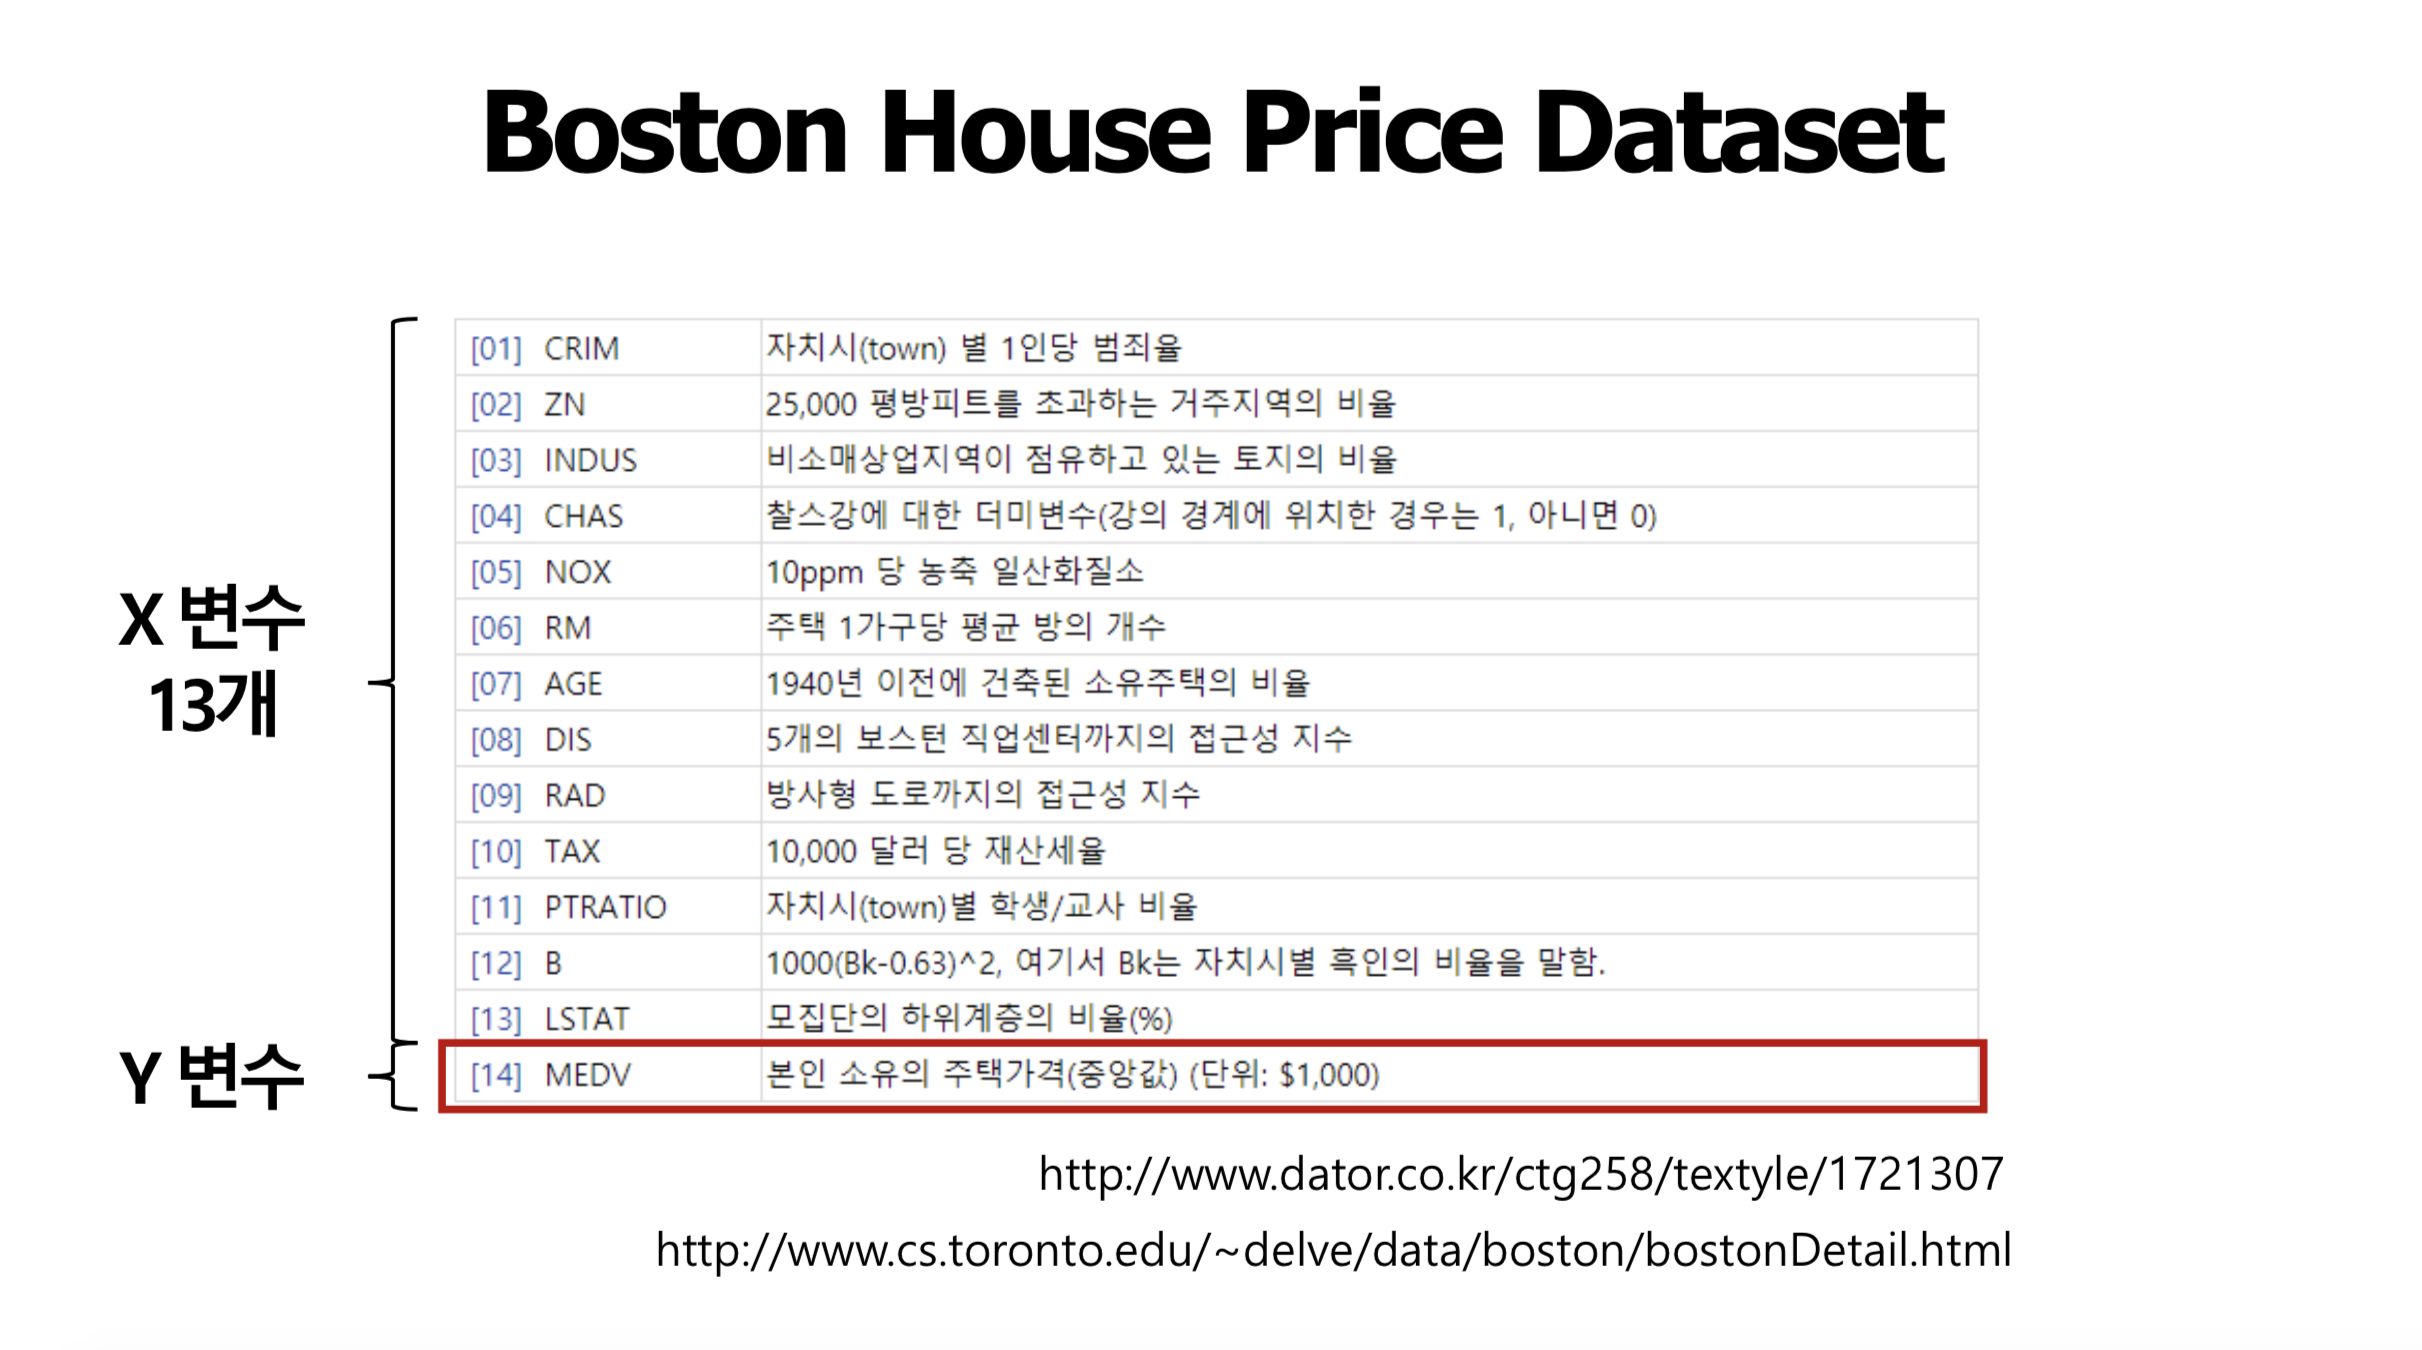 Boston House Price Dataset
[01] CRIM 자치시(town) 별 1인당 범죄율
[02] ZN 25,000 평방피트를 초과하는 거주지역의 비율
[03] INDUS 비소매상업지역이 점유하고 있는 토지의 비율
[04] CHAS 찰스강에 대한 더미변수(강의 경계에 위치한 경우는 1, 아니면 0)
[05] NOX 10ppm 당 농축 일산화질소
[06] RM 주택 1가구당 평균 방의 개수
[07] AGE 1940년 이전에 건축된 소유주택의 비율
[08] DIS 5개의 보스턴 직업센터까지의 접근성 지수
[09] RAD 방사형 도로까지의 접근성 지수
[10] TAX 10,000 달러 당 재산세율
[11] PTRATIO 자치시(town)별 학생/교사 비율
[12] B 1000(Bk-0.63)^2, 여기서 Bk는 자치시별 흑인의 비율을 말함.
[13] LSTAT 모집단의 하위계층의 비율(%)
[14] MEDV 본인 소유의 주택가격(중앙값) (단위: $1,000)
X 변수
13개
Y 변수
http://www.dator.co.kr/ctg258/textyle/1721307
http://www.cs.toronto.edu/~delve/data/boston/bostonDetail.html